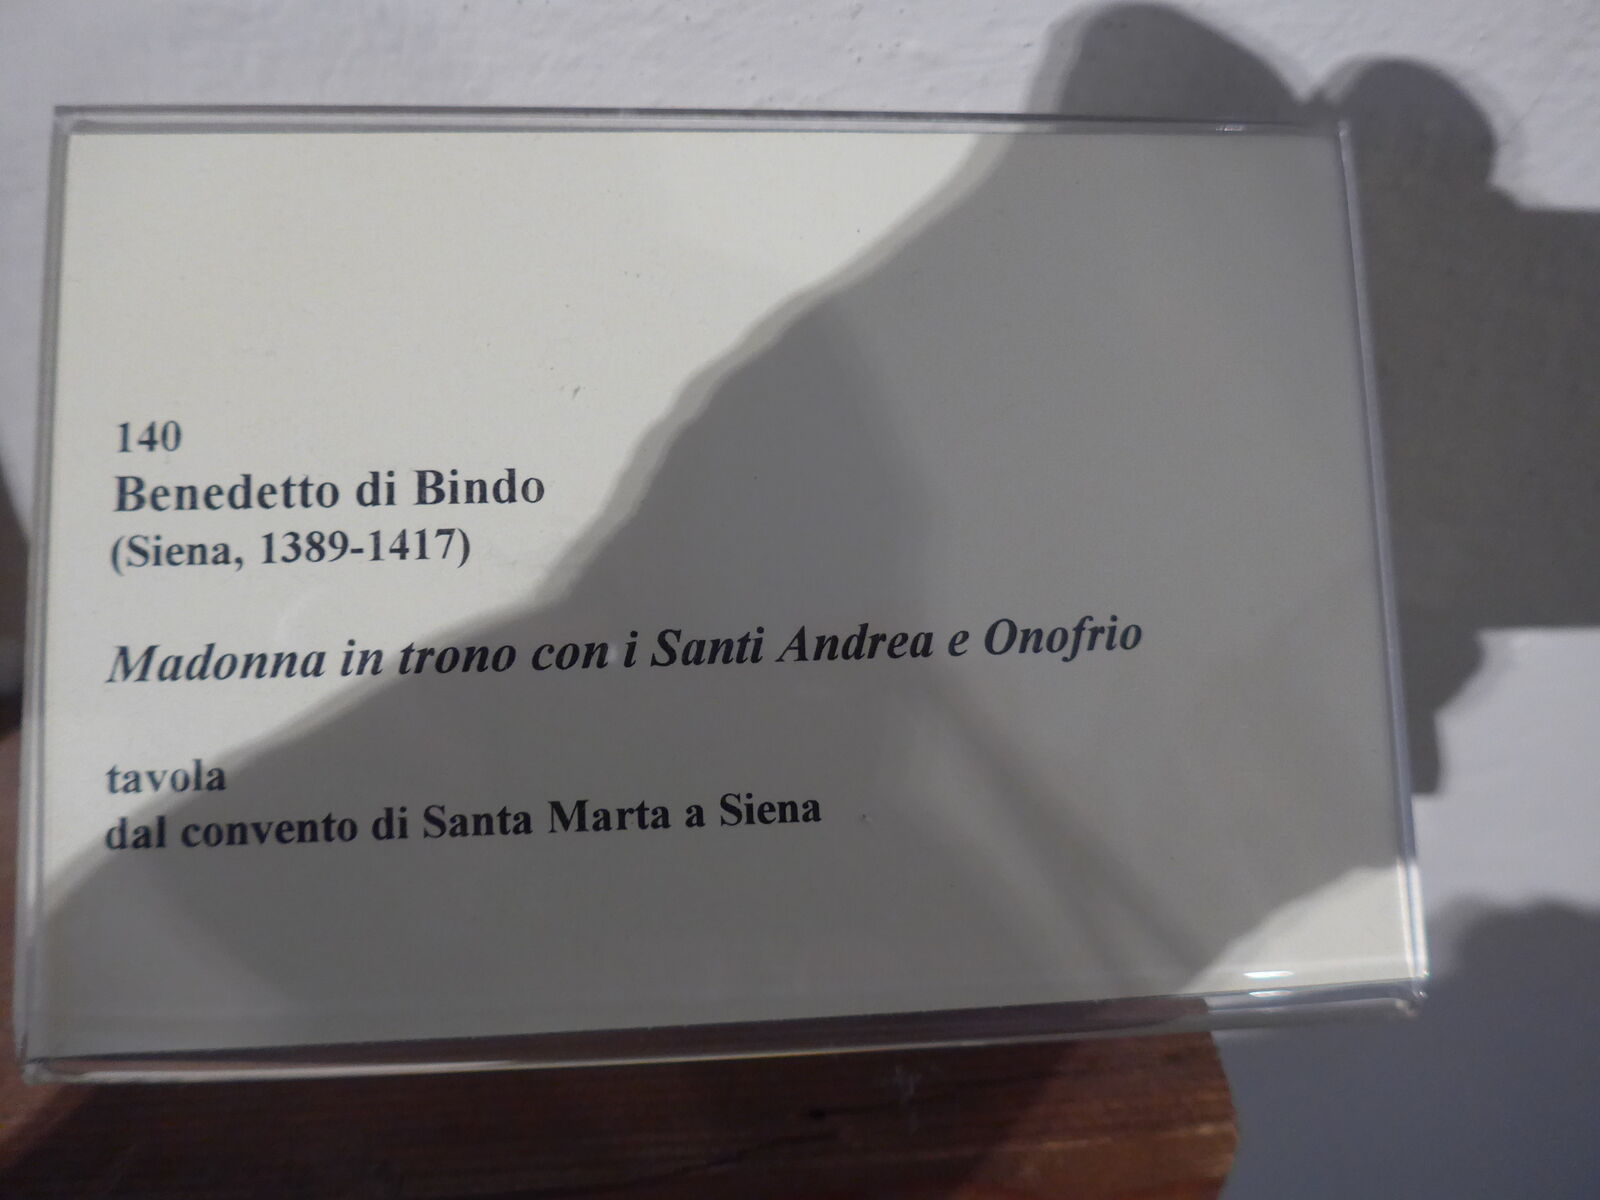 140
Benedetto di Bindo
(Siena, 1389-1417)
Madonna in trono con i Santi Andrea e Onofrio
tavola
dal convento di Santa Marta a Siena